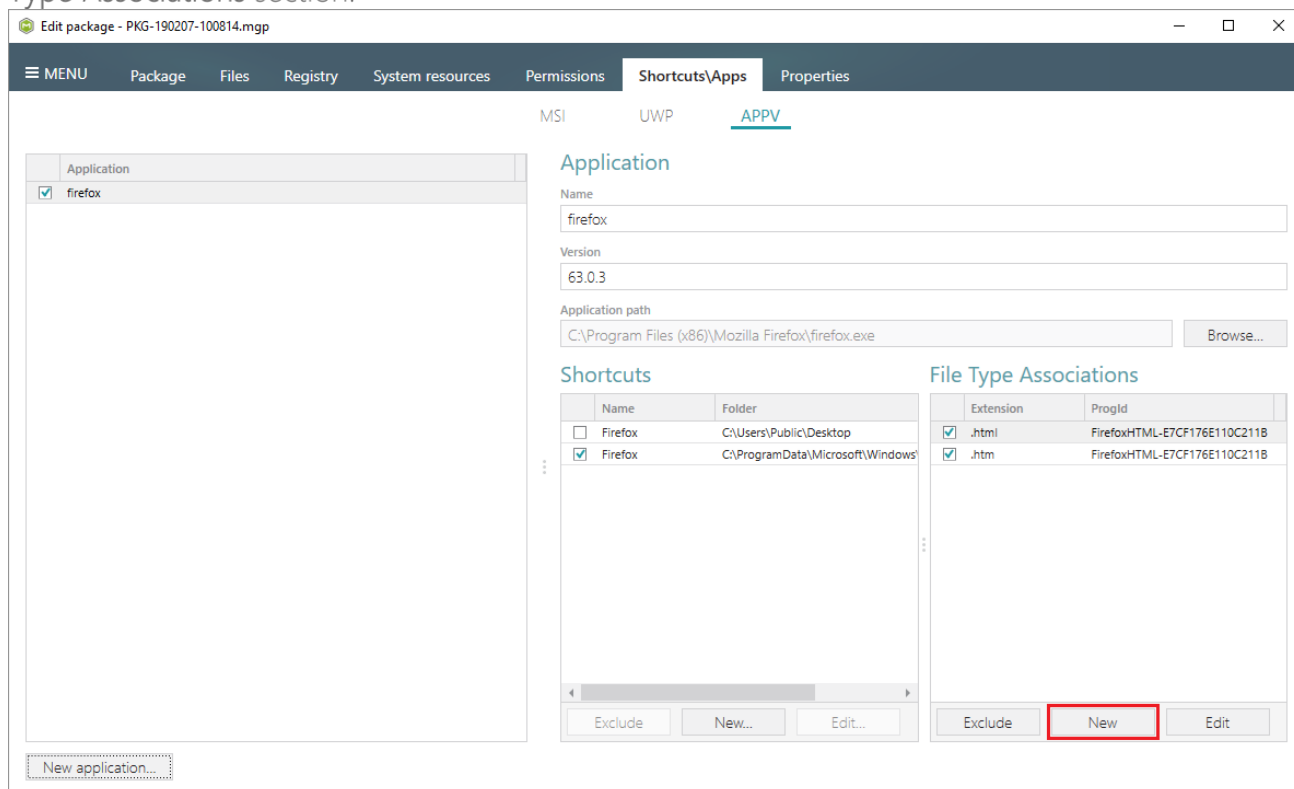 Type Associations section.
Edit package - PKG-190207-100814.mgp
MENU Package Files Registry System resources Permissions Shortcuts\Apps Properties
MSI UWP APPV
Application
firefox
Application
Name
firefox
Version
63.0.3
Application path
C:\Program Files (x86)\Mozilla Firefox\firefox.exe Browse...
Shortcuts
Name Folder
Firefox C:\Users\Public\Desktop
Firefox C:\ProgramData\Microsoft\Windows\
Exclude New... Edit...
File Type Associations
Extension ProgId
.html FirefoxHTML-E7CF176E110C211B
.htm FirefoxHTML-E7CF176E110C211B
Exclude New Edit
New application...